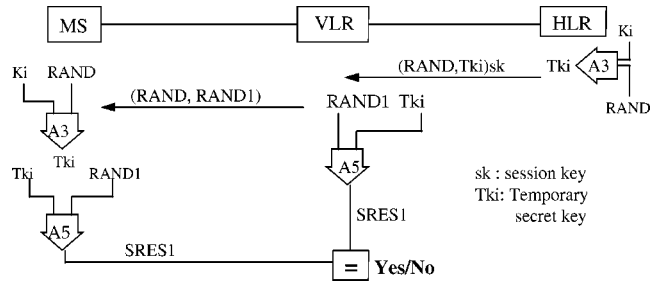 MS
VLR
HLR
Ki
(RAND,Tki)sk
Tki
A3
RAND
Ki
RAND
(RAND, RAND1)
RAND1
Tki
A3
Tki
Tki
RAND1
A5
A5
sk : session key
Tki: Temporary
secret key
SRES1
SRES1
= Yes/No